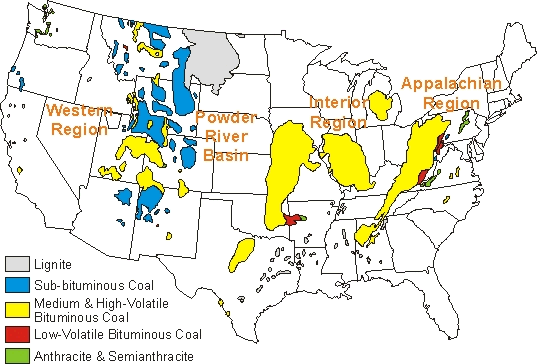 Appalachian
Region
Interior
Region
Western
Region
Powder
River
Basin
Lignite
Sub-bituminous Coal
Medium & High-Volatile
Bituminous Coal
Low-Volatile Bituminous Coal
Anthracite & Semianthracite